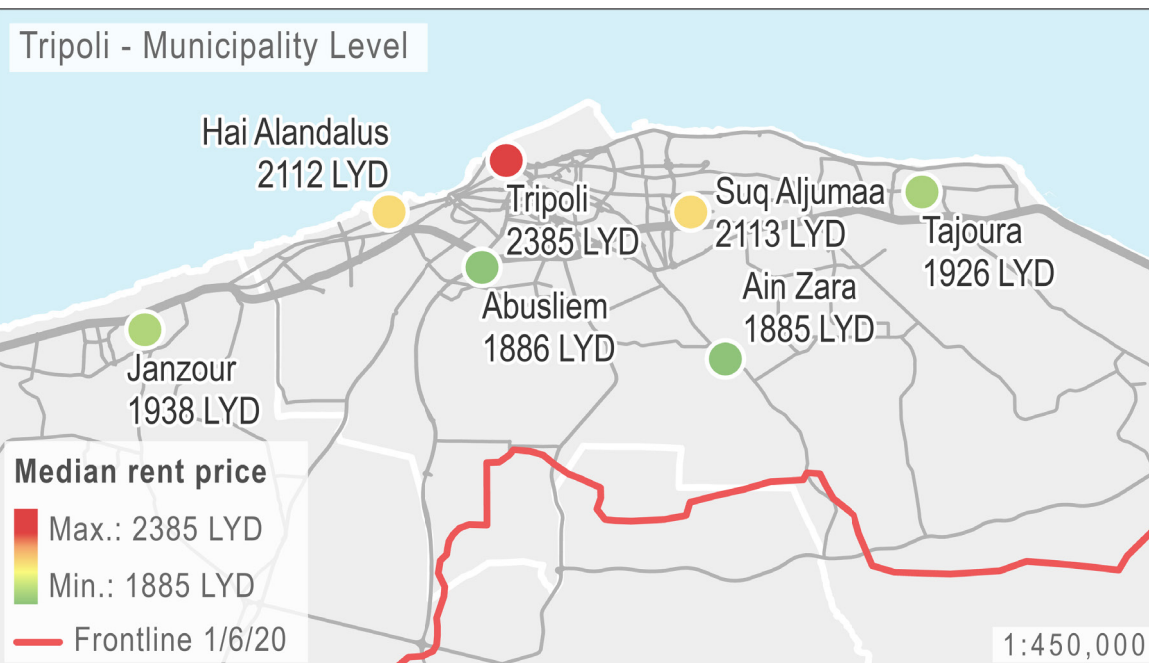 Tripoli - Municipality Level
Hai Alandalus
2112 LYD
Tripoli
2385 LYD
Suq Aljumaa
2113 LYD
Tajoura
1926 LYD
Abusliem
1886 LYD
Ain Zara
1885 LYD
Janzour
1938 LYD
Median rent price
Max.: 2385 LYD
Min.: 1885 LYD
Frontline 1/6/20
1:450,000